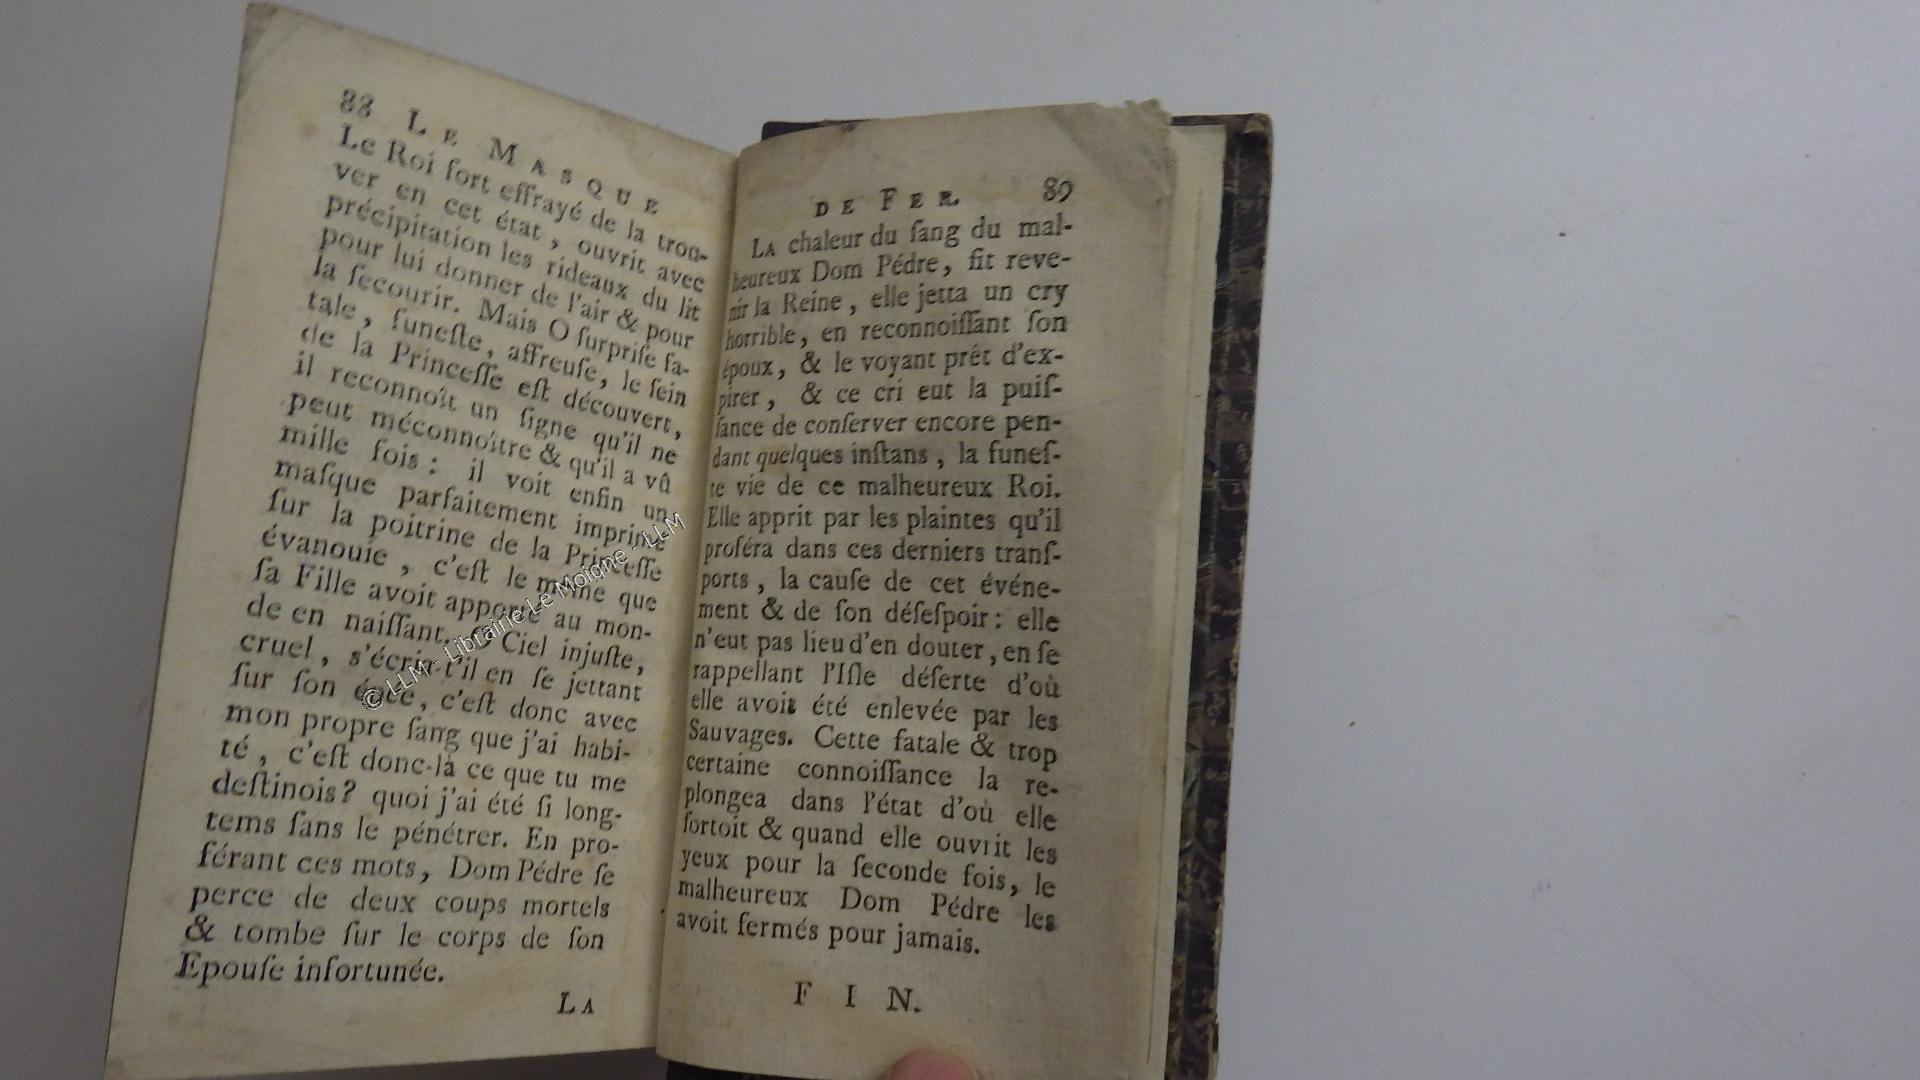 88 LE MASQUE
Le Roi fort effrayé de la trou-
ver en cet état, ouvrit avec
précipitation les rideaux du lit
pour lui donner de l'air & pour
la ſecourir. Mais O ſurpriſe fa-
tale, funeſte, affreuſe, le ſein
de la Princeſſe eſt découvert,
il reconnoît un ſigne qu'il ne
peut méconnoître & qu'il a vû
mille fois: il voit enfin un
maſque parfaitement imprimé
ſur la poitrine de la Princeſſe
évanouie, c'eſt le même que
ſa Fille avoit apporté au mon-
de en naiſſant. O Ciel injuſte,
cruel, s'écria-t'il en ſe jettant
ſur ſon épée, c'eſt donc avec
mon propre ſang que j'ai habi-
té, c'eſt donc-là ce que tu me
deſtinois? quoi j'ai été ſi long-
tems ſans le pénétrer. En pro-
férant ces mots, Dom Pédre ſe
perce de deux coups mortels
& tombe ſur le corps de ſon
Epouſe infortunée.
LA
DE FER. 89
LA chaleur du ſang du mal-
heureux Dom Pédre, fit reve-
nir la Reine, elle jetta un cry
horrible, en reconnoiſſant ſon
époux, & le voyant prêt d'ex-
pirer, & ce cri eut la puiſ-
ſance de conſerver encore pen-
dant quelques inſtans, la funeſ-
te vie de ce malheureux Roi.
Elle apprit par les plaintes qu'il
proféra dans ces derniers tranſ-
ports, la cauſe de cet événe-
ment & de ſon déſeſpoir: elle
n'eut pas lieu d'en douter, en ſe
rappellant l'Iſle déſerte d'où
elle avoit été enlevée par les
Sauvages. Cette fatale & trop
certaine connoiſſance la re-
plongea dans l'état d'où elle
ſortoit & quand elle ouvrit les
yeux pour la ſeconde fois, le
malheureux Dom Pédre les
avoit fermés pour jamais.
FIN.
© LLM - Librairie Le Moigne - LLM